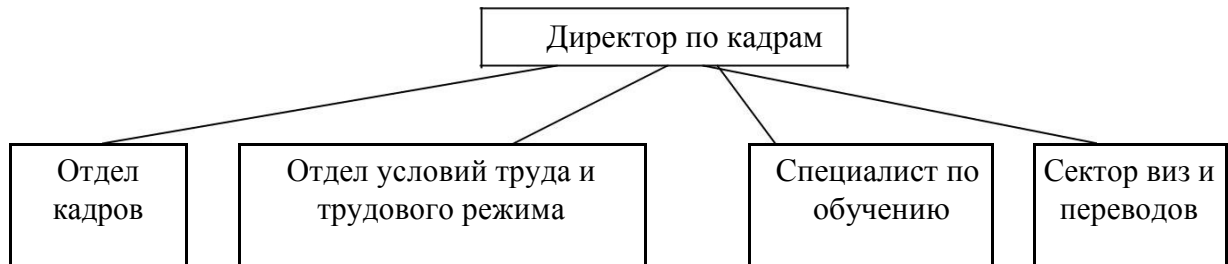 Директор по кадрам
Отдел
кадров
Отдел условий труда и
трудового режима
Специалист по
обучению
Сектор виз и
переводов